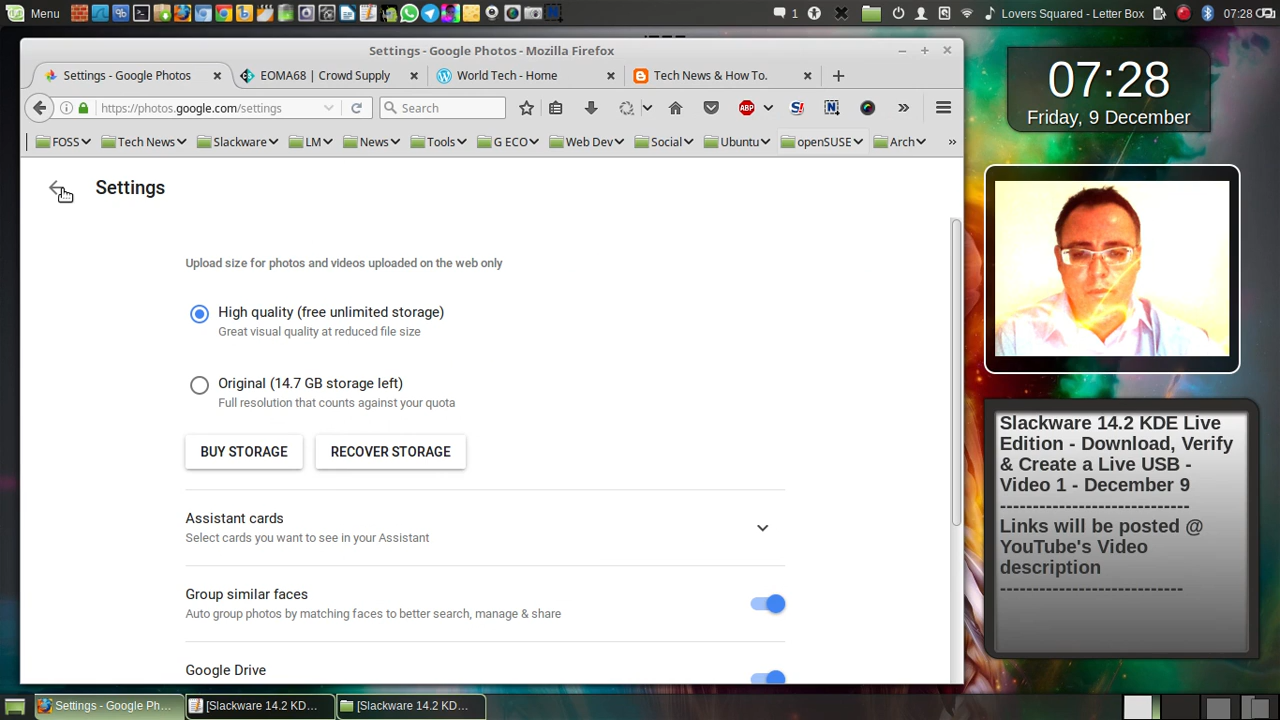 Menu
1
Lovers Squared - Letter Box
07:28
Settings - Google Photos - Mozilla Firefox
Settings - Google Photos
EOMA68 | Crowd Supply
World Tech - Home
Tech News & How To.
https://photos.google.com/settings
Search
ABP
FOSS
Tech News
Slackware
LM
News
Tools
G ECO
Web Dev
Social
Ubuntu
openSUSE
Arch
»
Settings
Upload size for photos and videos uploaded on the web only
High quality (free unlimited storage)
Great visual quality at reduced file size
Original (14.7 GB storage left)
Full resolution that counts against your quota
BUY STORAGE
RECOVER STORAGE
Assistant cards
Select cards you want to see in your Assistant
Group similar faces
Auto group photos by matching faces to better search, manage & share
Google Drive
07:28
Friday, 9 December
Slackware 14.2 KDE Live
Edition - Download, Verify
& Create a Live USB -
Video 1 - December 9
----------------------------
Links will be posted @
YouTube's Video
description
---------------------------
Settings - Google Ph...
[Slackware 14.2 KD...
[Slackware 14.2 KD...